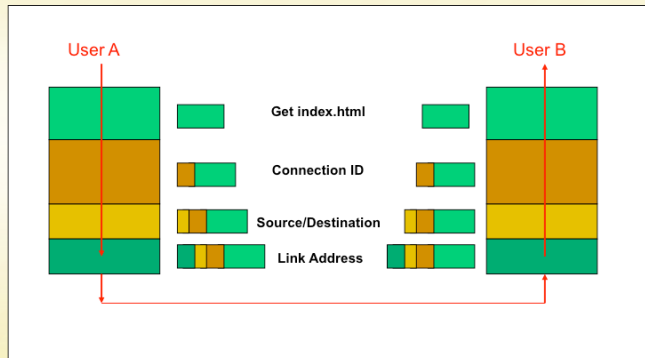 User A
User B
Get index.html
Connection ID
Source/Destination
Link Address